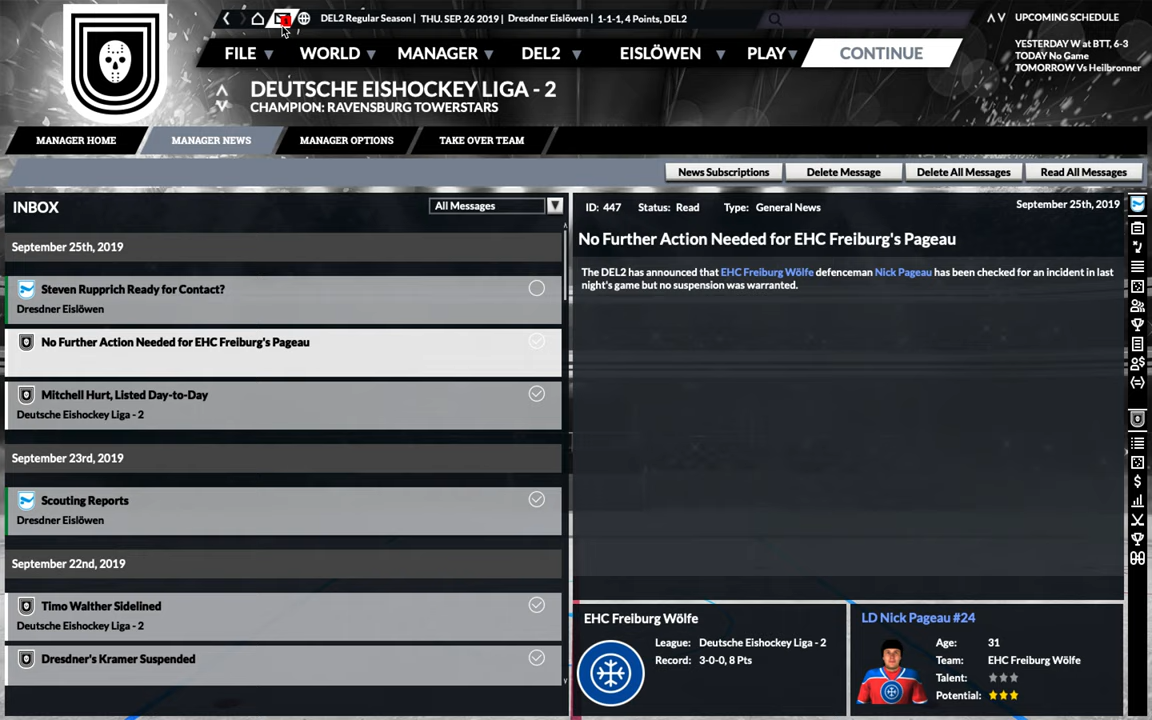 DEL2 Regular Season | THU. SEP. 26 2019 | Dresdner Eislöwen | 1-1-1, 4 Points, DEL2
UPCOMING SCHEDULE
FILE WORLD MANAGER DEL2 EISLÖWEN PLAY CONTINUE
YESTERDAY W at BTT, 6-3
TODAY No Game
TOMORROW Vs Heilbronner
DEUTSCHE EISHOCKEY LIGA - 2
CHAMPION: RAVENSBURG TOWERSTARS
MANAGER HOME MANAGER NEWS MANAGER OPTIONS TAKE OVER TEAM
News Subscriptions Delete Message Delete All Messages Read All Messages
INBOX
All Messages
September 25th, 2019
Steven Rupprich Ready for Contact?
Dresdner Eislöwen
No Further Action Needed for EHC Freiburg's Pageau
Mitchell Hurt, Listed Day-to-Day
Deutsche Eishockey Liga - 2
September 23rd, 2019
Scouting Reports
Dresdner Eislöwen
September 22nd, 2019
Timo Walther Sidelined
Deutsche Eishockey Liga - 2
Dresdner's Kramer Suspended
ID: 447 Status: Read Type: General News September 25th, 2019
No Further Action Needed for EHC Freiburg's Pageau
The DEL2 has announced that EHC Freiburg Wölfe defenceman Nick Pageau has been checked for an incident in last
night's game but no suspension was warranted.
EHC Freiburg Wölfe
League: Deutsche Eishockey Liga - 2
Record: 3-0-0, 8 Pts
LD Nick Pageau #24
Age: 31
Team: EHC Freiburg Wölfe
Talent:
Potential: